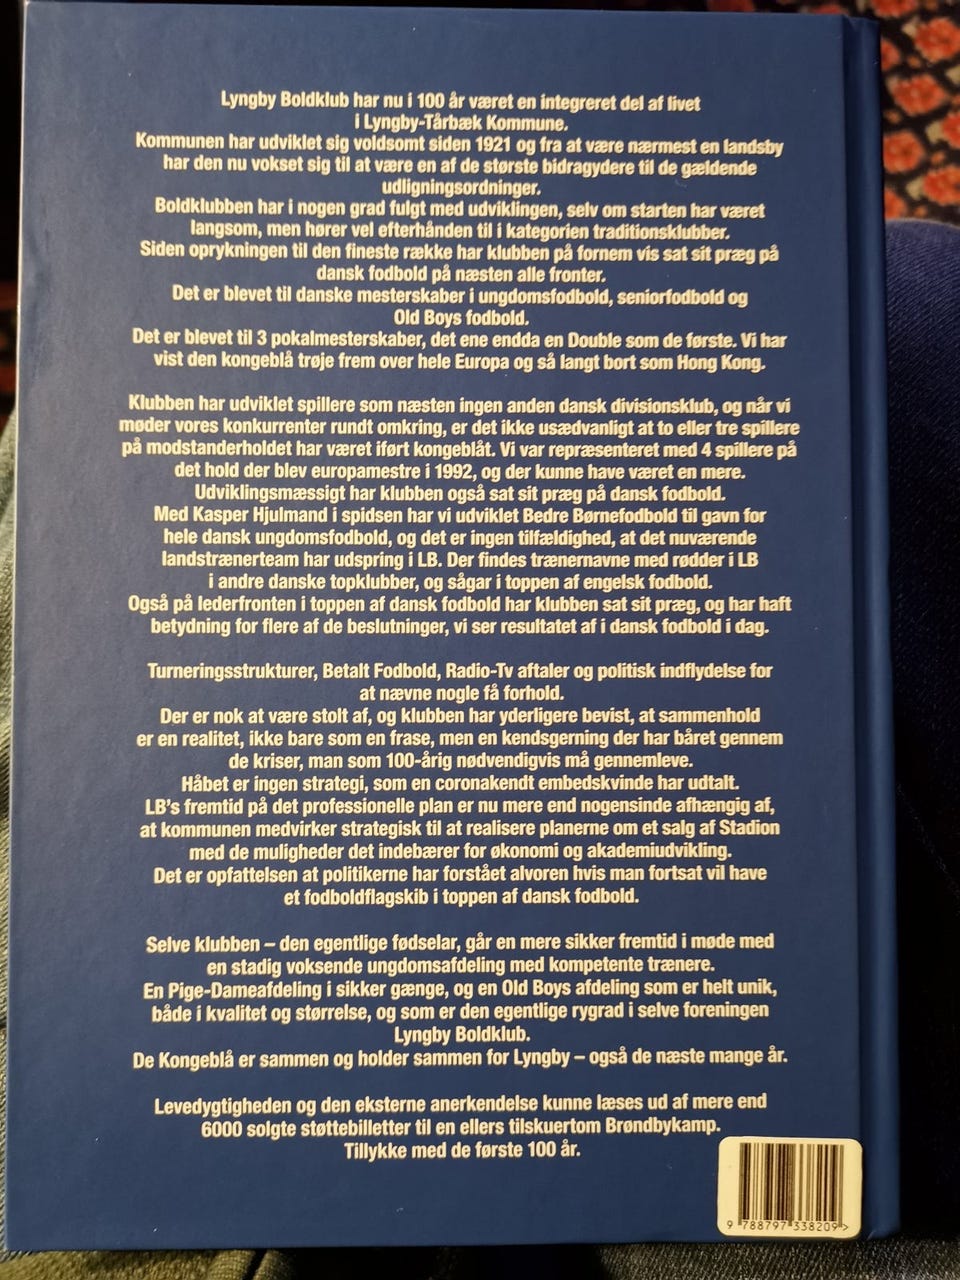 Lyngby Boldklub har nu i 100 år været en integreret del af livet
i Lyngby-Tårbæk Kommune.
Kommunen har udviklet sig voldsomt siden 1921 og fra at være nærmest en landsby
har den nu vokset sig til at være en af de største bidragydere til de gældende
udligningsordninger.
Boldklubben har i nogen grad fulgt med udviklingen, selv om starten har været
langsom, men hører vel efterhånden til i kategorien traditionsklubber.
Siden oprykningen til den fineste række har klubben på fornem vis sat sit præg på
dansk fodbold på næsten alle fronter.
Det er blevet til danske mesterskaber i ungdomsfodbold, seniorfodbold og
Old Boys fodbold.
Det er blevet til 3 pokalmesterskaber, det ene endda en Double som de første. Vi har
vist den kongeblå trøje frem over hele Europa og så langt bort som Hong Kong.
Klubben har udviklet spillere som næsten ingen anden dansk divisionsklub, og når vi
møder vores konkurrenter rundt omkring, er det ikke usædvanligt at to eller tre spillere
på modstanderholdet har været iført kongeblåt. Vi var repræsenteret med 4 spillere på
det hold der blev europamestre i 1992, og der kunne have været en mere.
Udviklingsmæssigt har klubben også sat sit præg på dansk fodbold.
Med Kasper Hjulmand i spidsen har vi udviklet Bedre Børnefodbold til gavn for
hele dansk ungdomsfodbold, og det er ingen tilfældighed, at det nuværende
landstrænerteam har udspring i LB. Der findes trænernavne med rødder i LB
i andre danske topklubber, og sågar i toppen af engelsk fodbold.
Også på lederfronten i toppen af dansk fodbold har klubben sat sit præg, og har haft
betydning for flere af de beslutninger, vi ser resultatet af i dansk fodbold i dag.
Turneringsstrukturer, Betalt Fodbold, Radio-Tv aftaler og politisk indflydelse for
at nævne nogle få forhold.
Der er nok at være stolt af, og klubben har yderligere bevist, at sammenhold
er en realitet, ikke bare som en frase, men en kendsgerning der har båret gennem
de kriser, man som 100-årig nødvendigvis må gennemleve.
Håbet er ingen strategi, som en coronakendt embedskvinde har udtalt.
LB's fremtid på det professionelle plan er nu mere end nogensinde afhængig af,
at kommunen medvirker strategisk til at realisere planerne om et salg af Stadion
med de muligheder det indebærer for økonomi og akademiudvikling.
Det er opfattelsen at politikerne har forstået alvoren hvis man fortsat vil have
et fodboldflagskib i toppen af dansk fodbold.
Selve klubben – den egentlige fødselar, går en mere sikker fremtid i møde med
en stadig voksende ungdomsafdeling med kompetente trænere.
En Pige-Dameafdeling i sikker gænge, og en Old Boys afdeling som er helt unik,
både i kvalitet og størrelse, og som er den egentlige rygrad i selve foreningen
Lyngby Boldklub.
De Kongeblå er sammen og holder sammen for Lyngby – også de næste mange år.
Levedygtigheden og den eksterne anerkendelse kunne læses ud af mere end
6000 solgte støttebilletter til en ellers tilskuertom Brøndbykamp.
Tillykke med de første 100 år.
9 788797 338209 >